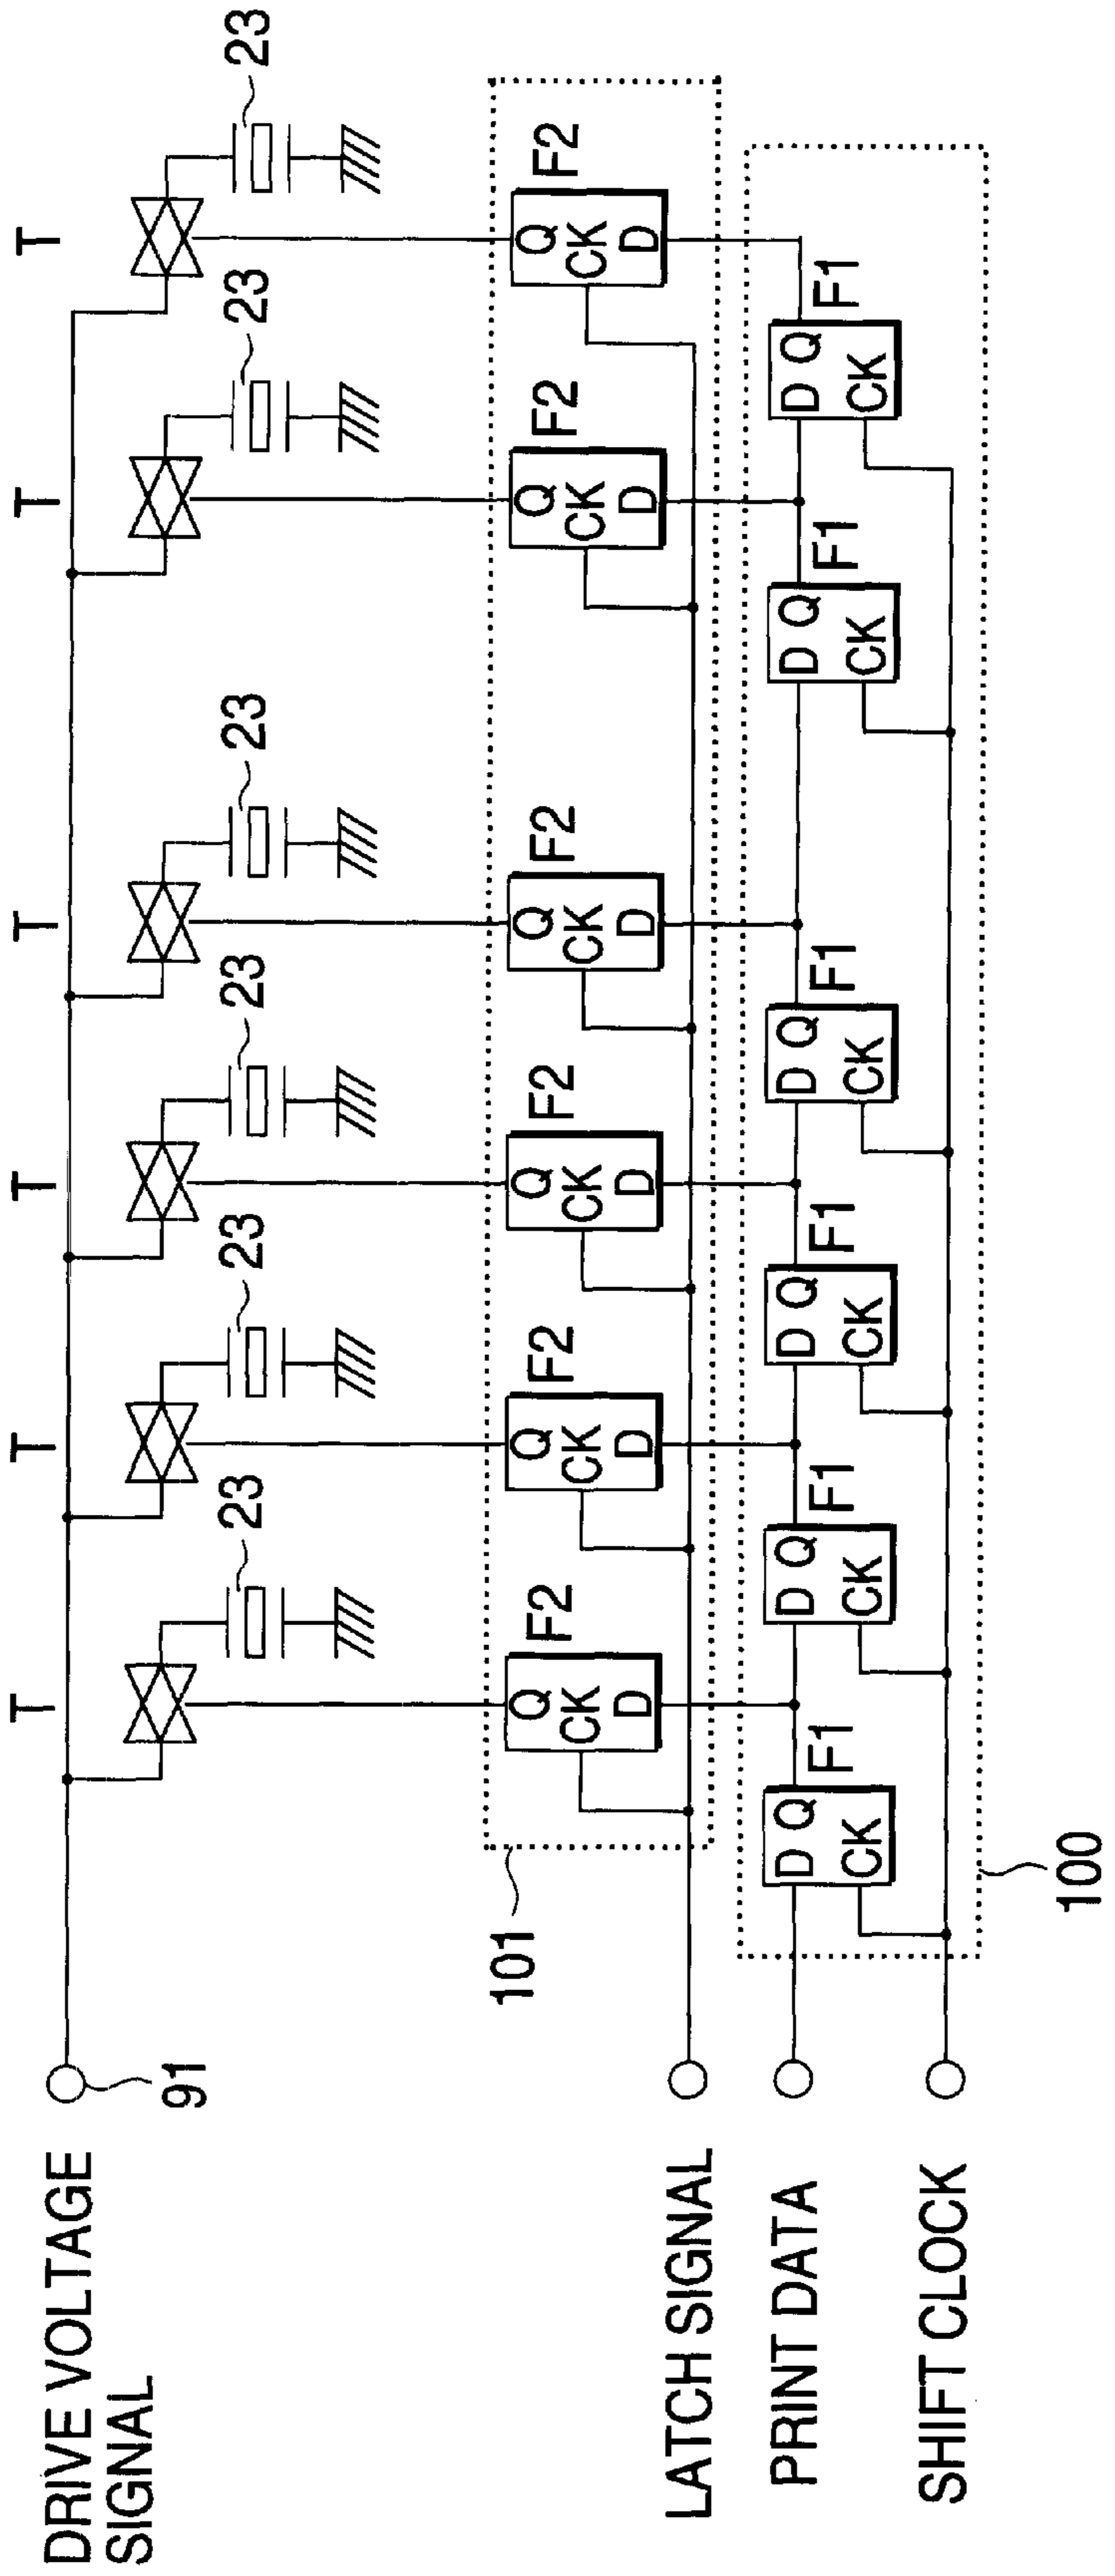 T T T T T T
DRIVE VOLTAGE
SIGNAL
91
23 23 23 23 23 23
101
Q Q Q Q Q Q
F2 F2 F2 F2 F2 F2
CK CK CK CK CK CK
D D D D D D
LATCH SIGNAL
D Q D Q D Q D Q D Q D Q
F1 F1 F1 F1 F1 F1
PRINT DATA
CK CK CK CK CK CK
SHIFT CLOCK
100